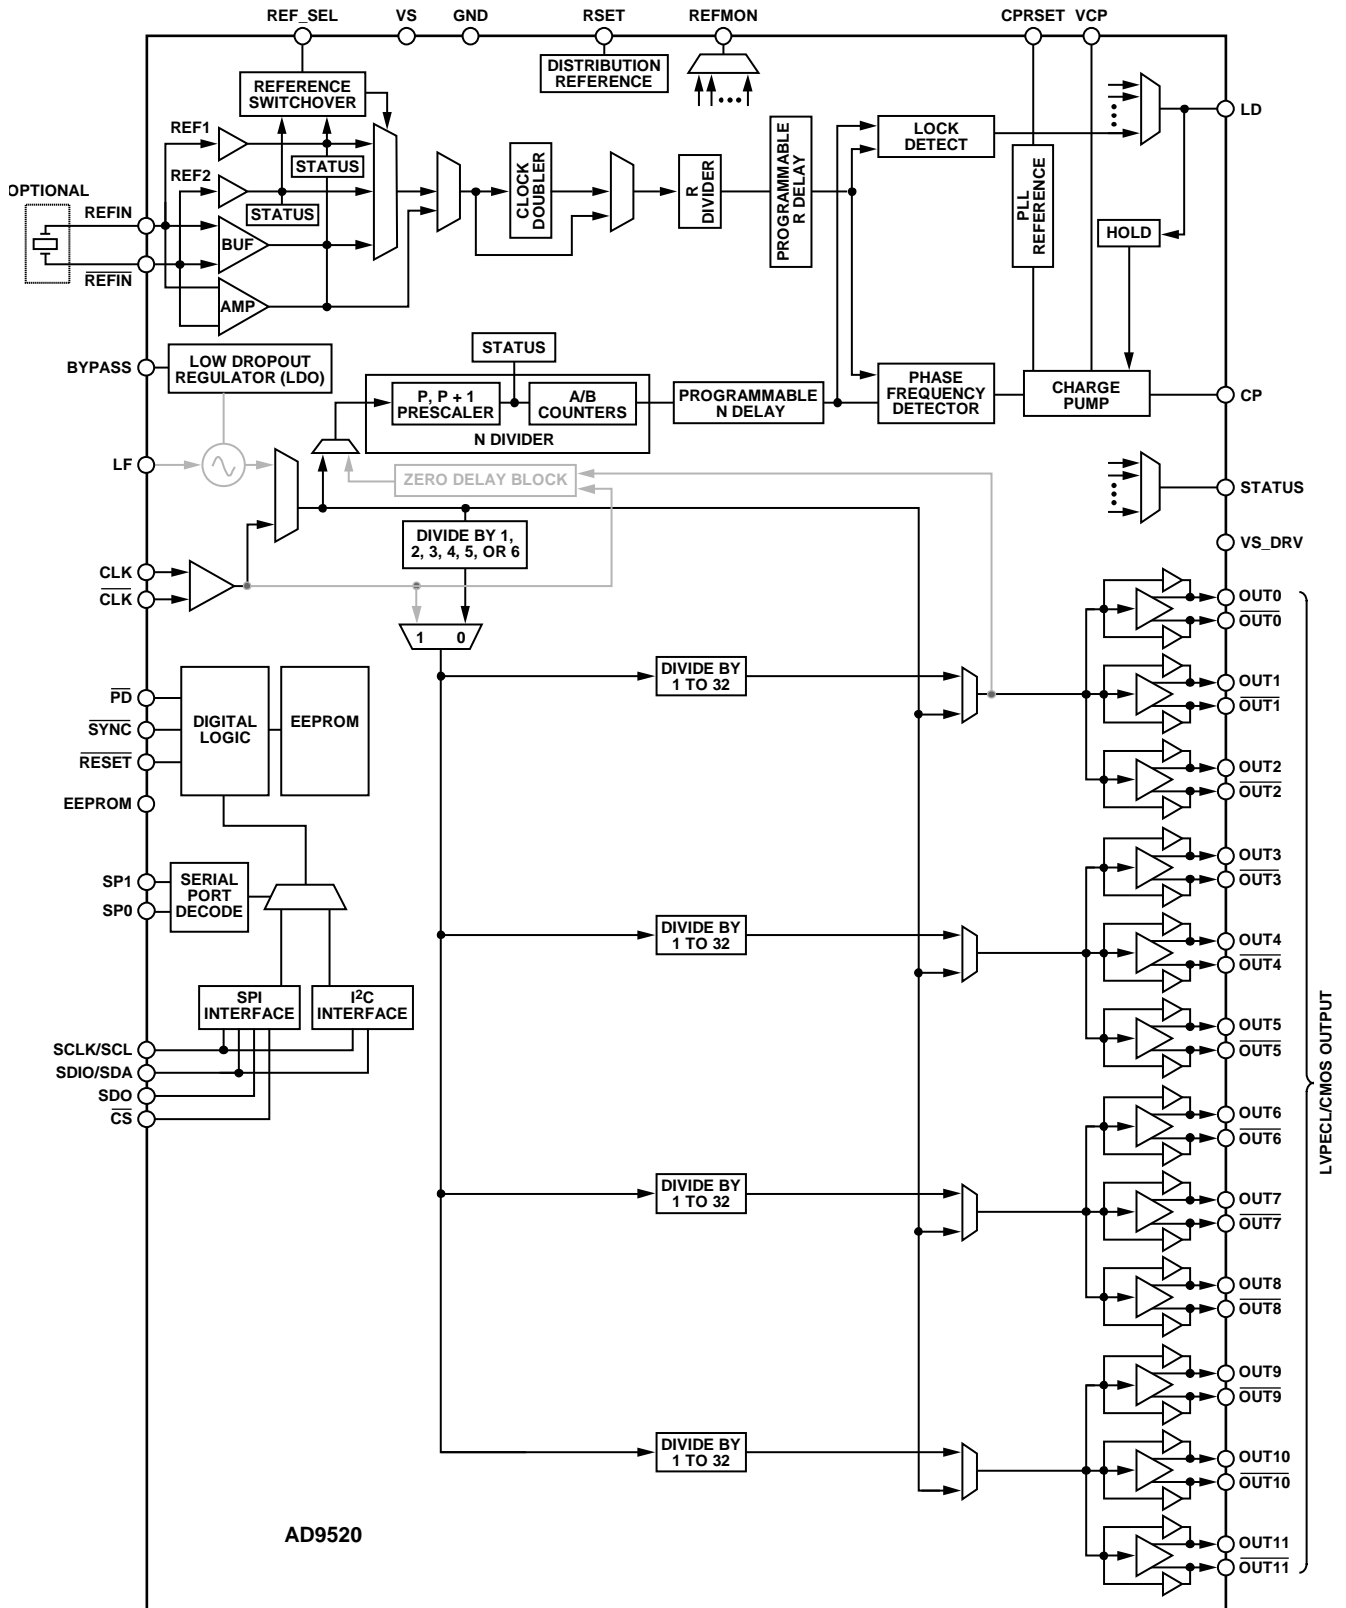 REF_SEL VS GND RSET REFMON CPRSET VCP
DISTRIBUTION
REFERENCE
REFERENCE
SWITCHOVER
LD
REF1
STATUS
REF2
STATUS
OPTIONAL
REFIN
REFIN
BUF
AMP
CLOCK
DOUBLER
R
DIVIDER
PROGRAMMABLE
R DELAY
LOCK
DETECT
PLL
REFERENCE
HOLD
BYPASS
LOW DROPOUT
REGULATOR (LDO)
STATUS
P, P + 1
PRESCALER
A/B
COUNTERS
N DIVIDER
PROGRAMMABLE
N DELAY
PHASE
FREQUENCY
DETECTOR
CHARGE
PUMP
CP
LF
ZERO DELAY BLOCK
STATUS
DIVIDE BY 1,
2, 3, 4, 5, OR 6
VS_DRV
CLK
CLK
1 0
OUT0
OUT0
DIVIDE BY
1 TO 32
OUT1
OUT1
PD
SYNC
RESET
DIGITAL
LOGIC
EEPROM
OUT2
OUT2
EEPROM
OUT3
OUT3
SP1
SP0
SERIAL
PORT
DECODE
DIVIDE BY
1 TO 32
OUT4
OUT4
SPI
INTERFACE
I2C
INTERFACE
OUT5
OUT5
SCLK/SCL
SDIO/SDA
SDO
CS
LVPECL/CMOS OUTPUT
OUT6
OUT6
DIVIDE BY
1 TO 32
OUT7
OUT7
OUT8
OUT8
OUT9
OUT9
DIVIDE BY
1 TO 32
OUT10
OUT10
AD9520
OUT11
OUT11